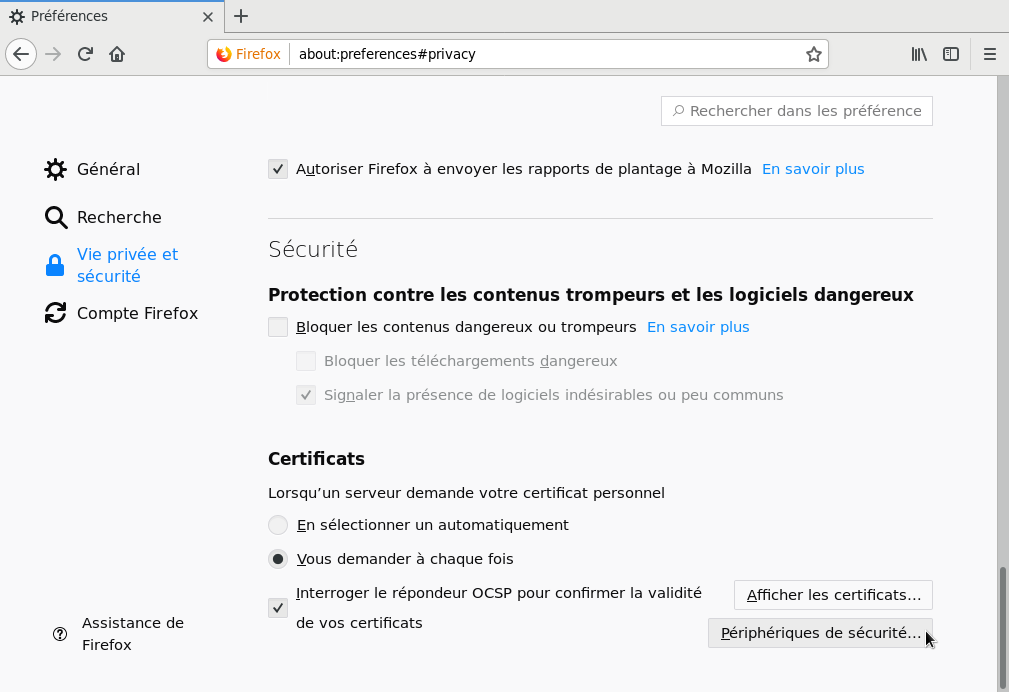 Préférences
Firefox
about:preferences#privacy
Rechercher dans les préférence
Général
Autoriser Firefox à envoyer les rapports de plantage à Mozilla En savoir plus
Recherche
Vie privée et
sécurité
Compte Firefox
Sécurité
Protection contre les contenus trompeurs et les logiciels dangereux
Bloquer les contenus dangereux ou trompeurs En savoir plus
Bloquer les téléchargements dangereux
Signaler la présence de logiciels indésirables ou peu communs
Certificats
Lorsqu’un serveur demande votre certificat personnel
En sélectionner un automatiquement
Vous demander à chaque fois
Interroger le répondeur OCSP pour confirmer la validité
de vos certificats
Afficher les certificats…
Périphériques de sécurité…
Assistance de
Firefox